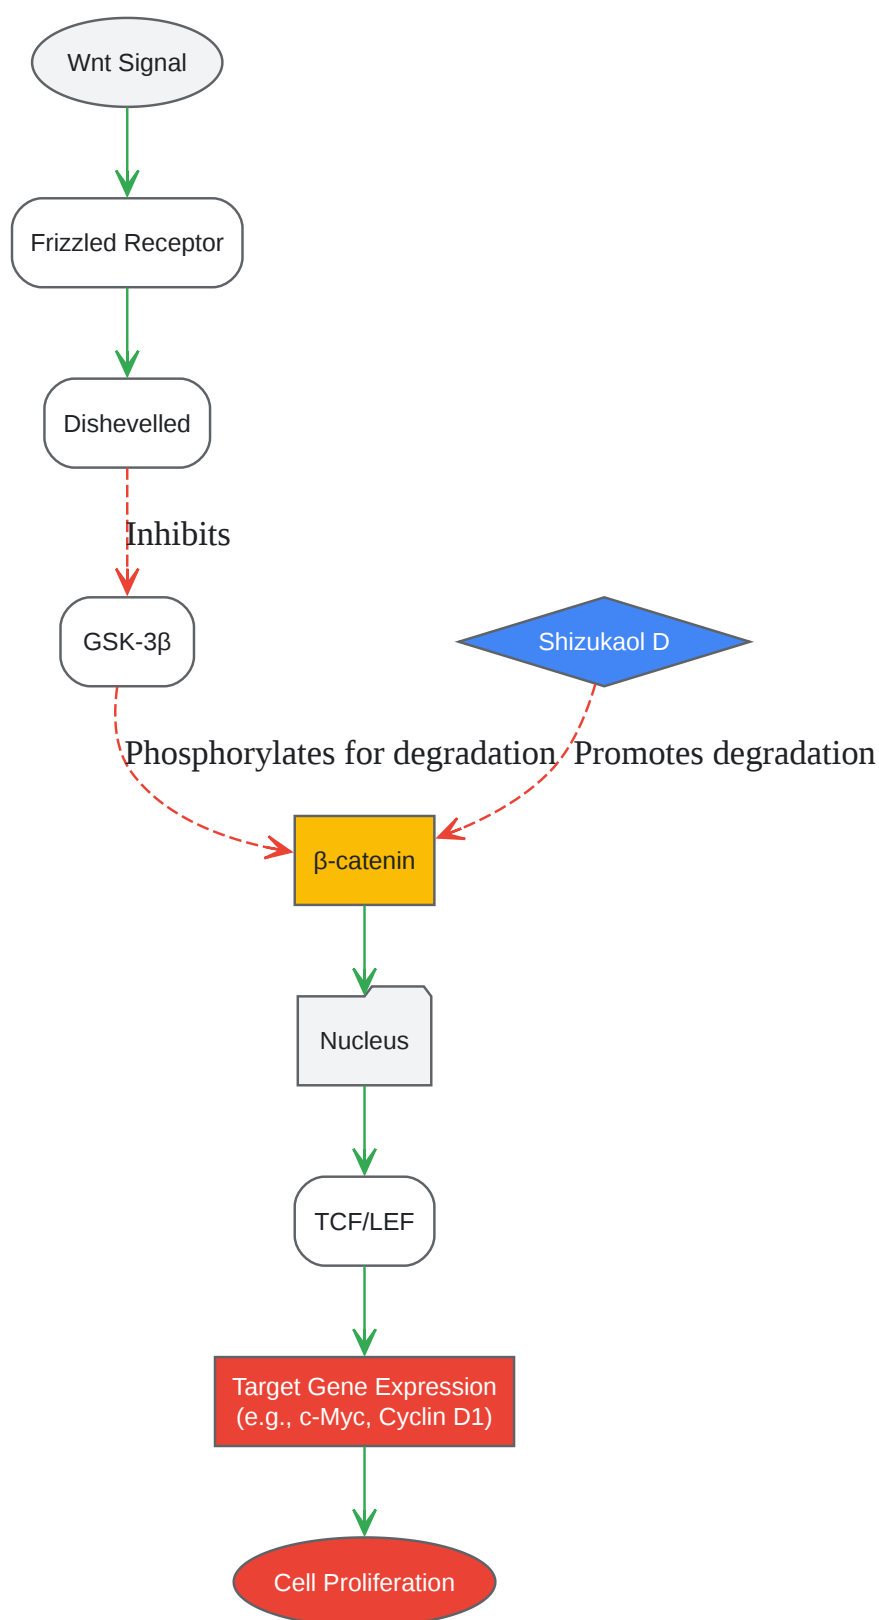 Wnt Signal
Frizzled Receptor
Dishevelled
Inhibits
GSK-3β
Shizukaol D
Phosphorylates for degradation
Promotes degradation
β-catenin
Nucleus
TCF/LEF
Target Gene Expression
(e.g., c-Myc, Cyclin D1)
Cell Proliferation